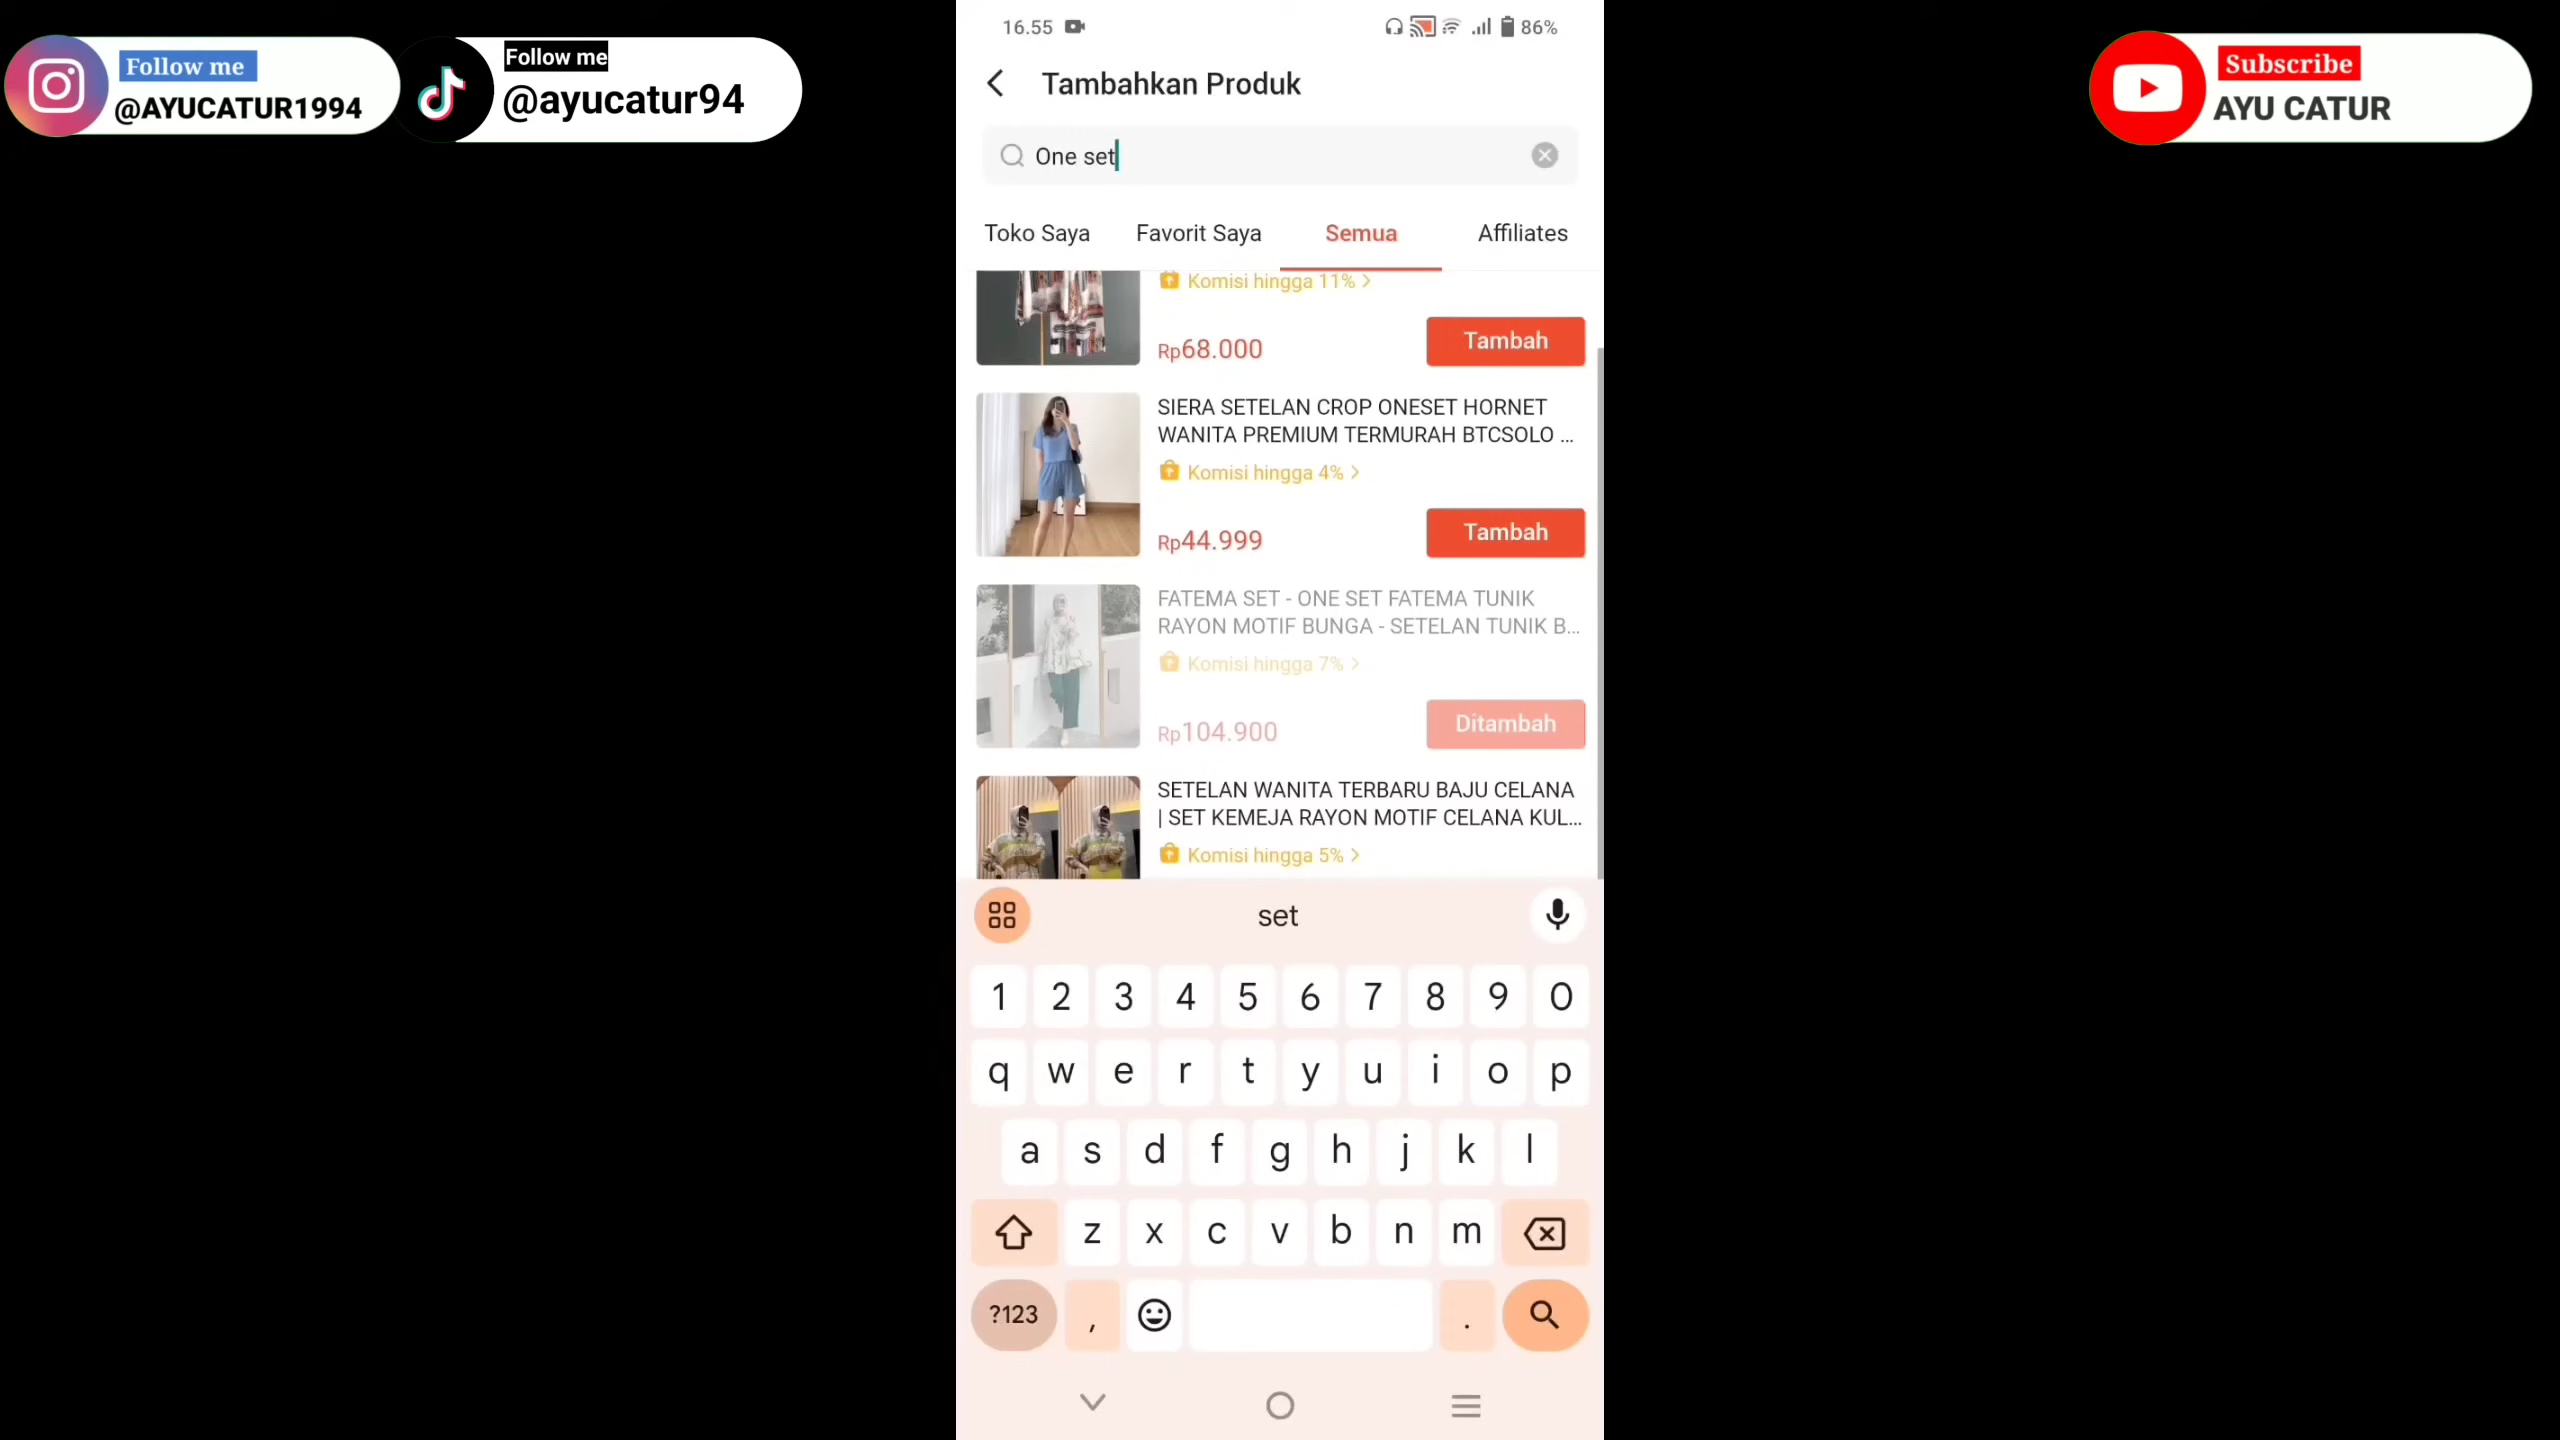 Follow me
@AYUCATUR1994
Follow me
@ayucatur94
Subscribe
AYU CATUR
16.55
86%
Tambahkan Produk
One set
Toko Saya
Favorit Saya
Semua
Affiliates
Komisi hingga 11% >
Rp68.000
Tambah
SIERA SETELAN CROP ONESET HORNET
WANITA PREMIUM TERMURAH BTCSOLO ...
Komisi hingga 4% >
Rp44.999
Tambah
FATEMA SET - ONE SET FATEMA TUNIK
RAYON MOTIF BUNGA - SETELAN TUNIK B...
Komisi hingga 7% >
Rp104.900
Ditambah
SETELAN WANITA TERBARU BAJU CELANA
| SET KEMEJA RAYON MOTIF CELANA KUL...
Komisi hingga 5% >
set
1 2 3 4 5 6 7 8 9 0
q w e r t y u i o p
a s d f g h j k l
z x c v b n m
?123 , .